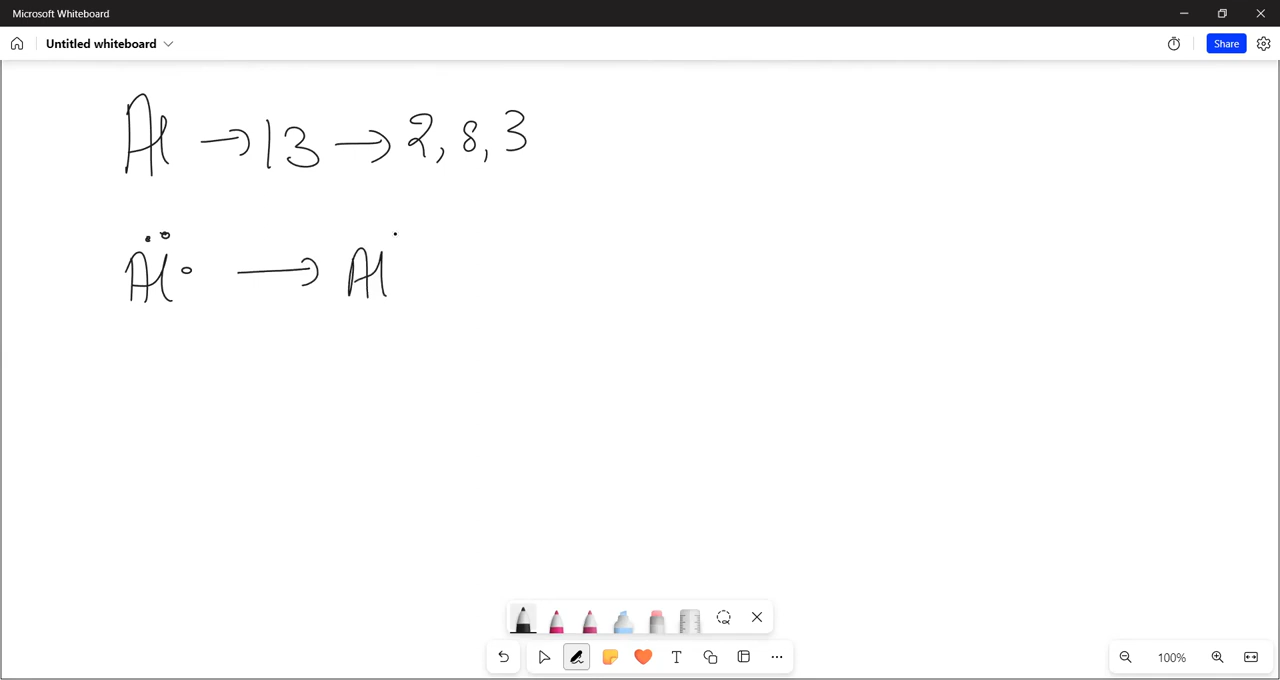 Microsoft Whiteboard
Untitled whiteboard
Share
Al → 13 → 2, 8, 3
Al → Al
T
100%